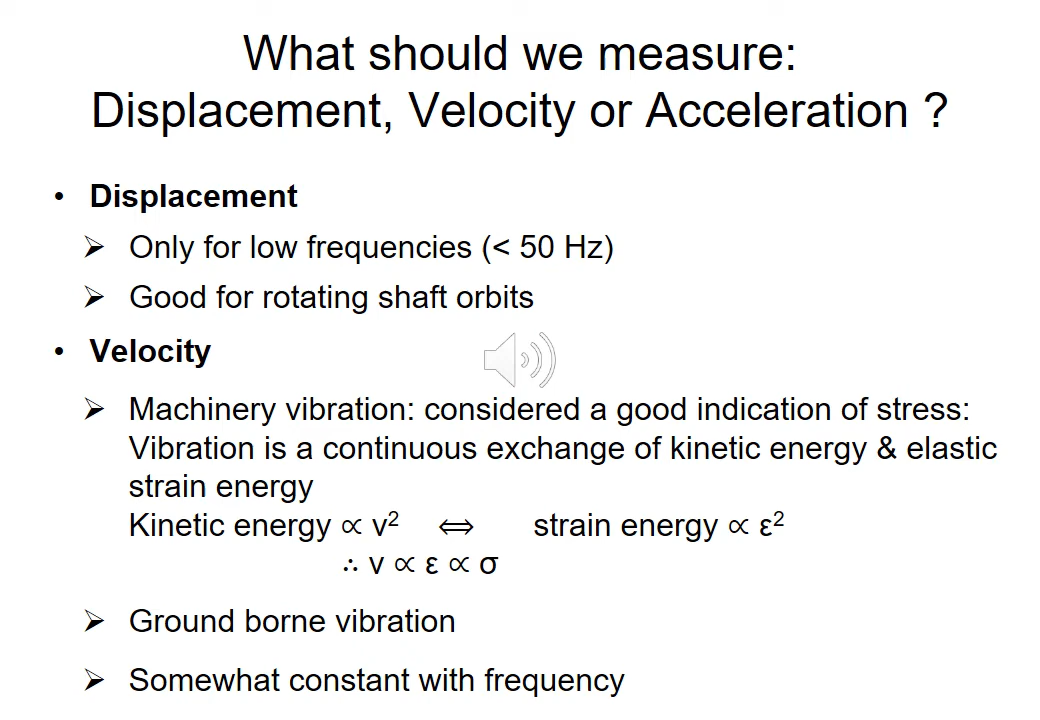 What should we measure:
Displacement, Velocity or Acceleration ?
• Displacement
➢ Only for low frequencies (< 50 Hz)
➢ Good for rotating shaft orbits
• Velocity
➢ Machinery vibration: considered a good indication of stress:
Vibration is a continuous exchange of kinetic energy & elastic
strain energy
Kinetic energy ∝ v² ⟺ strain energy ∝ ε²
∴ v ∝ ε ∝ σ
➢ Ground borne vibration
➢ Somewhat constant with frequency